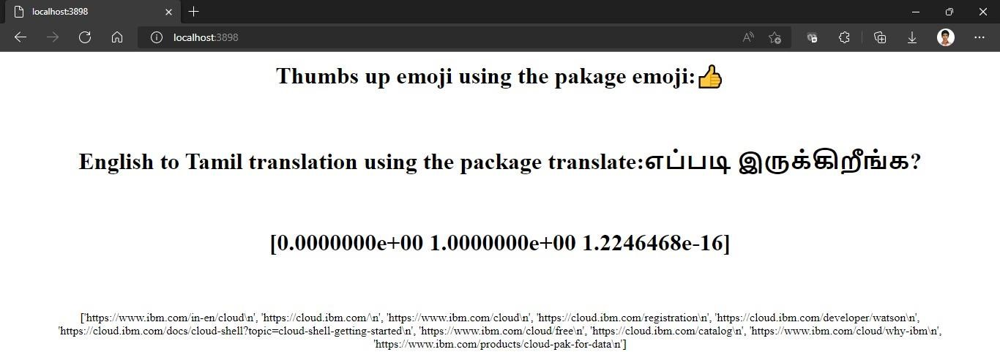 localhost:3898
localhost:3898
Thumbs up emoji using the pakage emoji:👍
English to Tamil translation using the package translate:எப்படி இருக்கிறீங்க?
[0.0000000e+00 1.0000000e+00 1.2246468e-16]
['https://www.ibm.com/in-en/cloud\n', 'https://cloud.ibm.com/\n', 'https://www.ibm.com/cloud\n', 'https://cloud.ibm.com/registration\n', 'https://cloud.ibm.com/developer/watson\n',
'https://cloud.ibm.com/docs/cloud-shell?topic=cloud-shell-getting-started\n', 'https://www.ibm.com/cloud/free\n', 'https://cloud.ibm.com/catalog\n', 'https://www.ibm.com/cloud/why-ibm\n',
'https://www.ibm.com/products/cloud-pak-for-data\n']